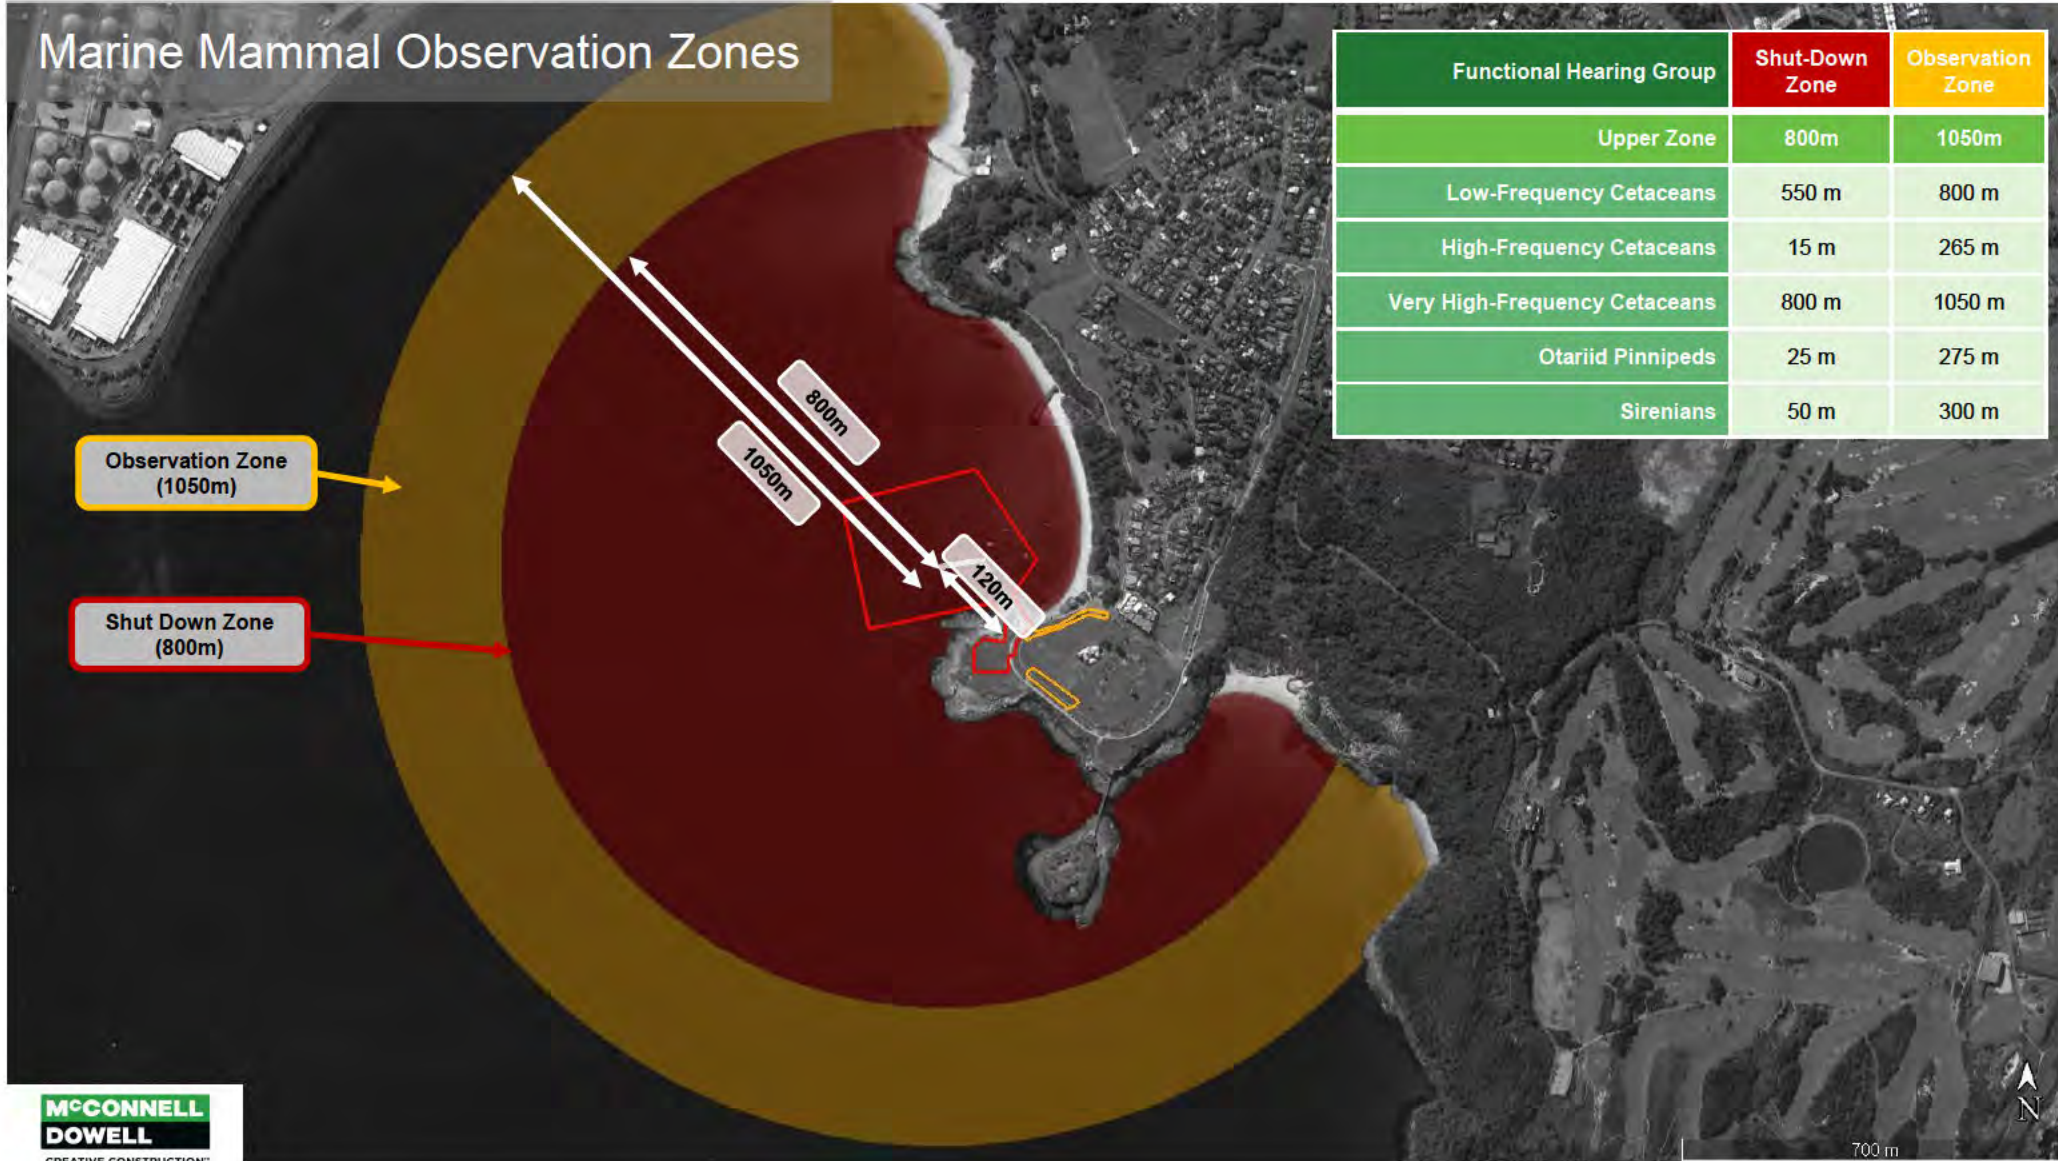 Marine Mammal Observation Zones
Functional Hearing Group Shut-Down Zone Observation Zone
Upper Zone 800m 1050m
Low-Frequency Cetaceans 550 m 800 m
High-Frequency Cetaceans 15 m 265 m
Very High-Frequency Cetaceans 800 m 1050 m
Otariid Pinnipeds 25 m 275 m
Sirenians 50 m 300 m
800m
1050m
120m
Observation Zone
(1050m)
Shut Down Zone
(800m)
MCCONNELL
DOWELL
CREATIVE CONSTRUCTION™
N
700 m